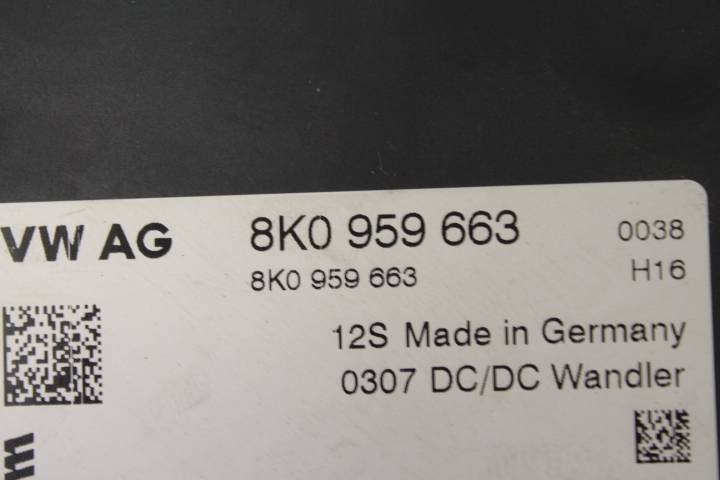 VW AG 8K0 959 663 0038
8K0 959 663 H16
12S Made in Germany
0307 DC/DC Wandler